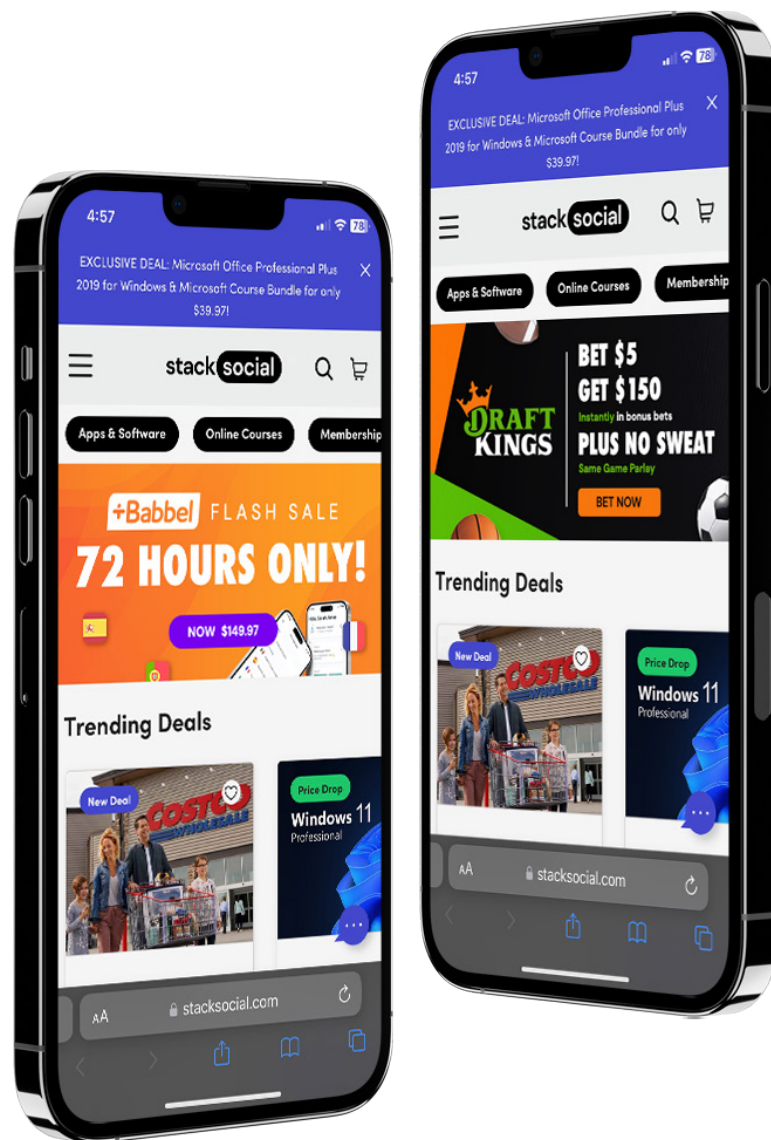 4:57
78
EXCLUSIVE DEAL: Microsoft Office Professional Plus
2019 for Windows & Microsoft Course Bundle for only
$39.97!
X
stack social
Apps & Software
Online Courses
Membership
+Babbel FLASH SALE
72 HOURS ONLY!
NOW $149.97
Trending Deals
New Deal
COSTCO
WHOLESALE
Price Drop
Windows 11
Professional
AA
stacksocial.com
4:57
78
EXCLUSIVE DEAL: Microsoft Office Professional Plus
2019 for Windows & Microsoft Course Bundle for only
$39.97!
X
stack social
Apps & Software
Online Courses
Membership
DRAFT
KINGS
BET $5
GET $150
Instantly in bonus bets
PLUS NO SWEAT
Same Game Parlay
BET NOW
Trending Deals
New Deal
COSTCO
WHOLESALE
Price Drop
Windows 11
Professional
AA
stacksocial.com